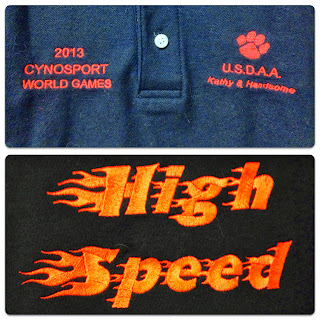 2013
CYNOSPORT
WORLD GAMES
U.S.D.A.A.
Kathy & Handsome
High
Speed